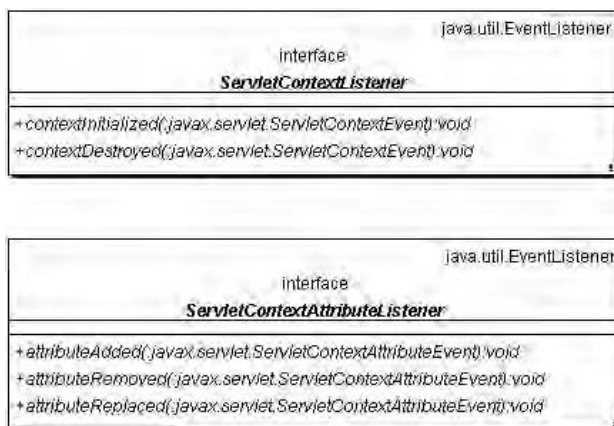 java.util.EventListener
interface
ServletContextListener
+contextInitialized(:javax.servlet.ServletContextEvent):void
+contextDestroyed(:javax.servlet.ServletContextEvent):void
java.util.EventListener
interface
ServletContextAttributeListener
+attributeAdded(:javax.servlet.ServletContextAttributeEvent):void
+attributeRemoved(:javax.servlet.ServletContextAttributeEvent):void
+attributeReplaced(:javax.servlet.ServletContextAttributeEvent):void